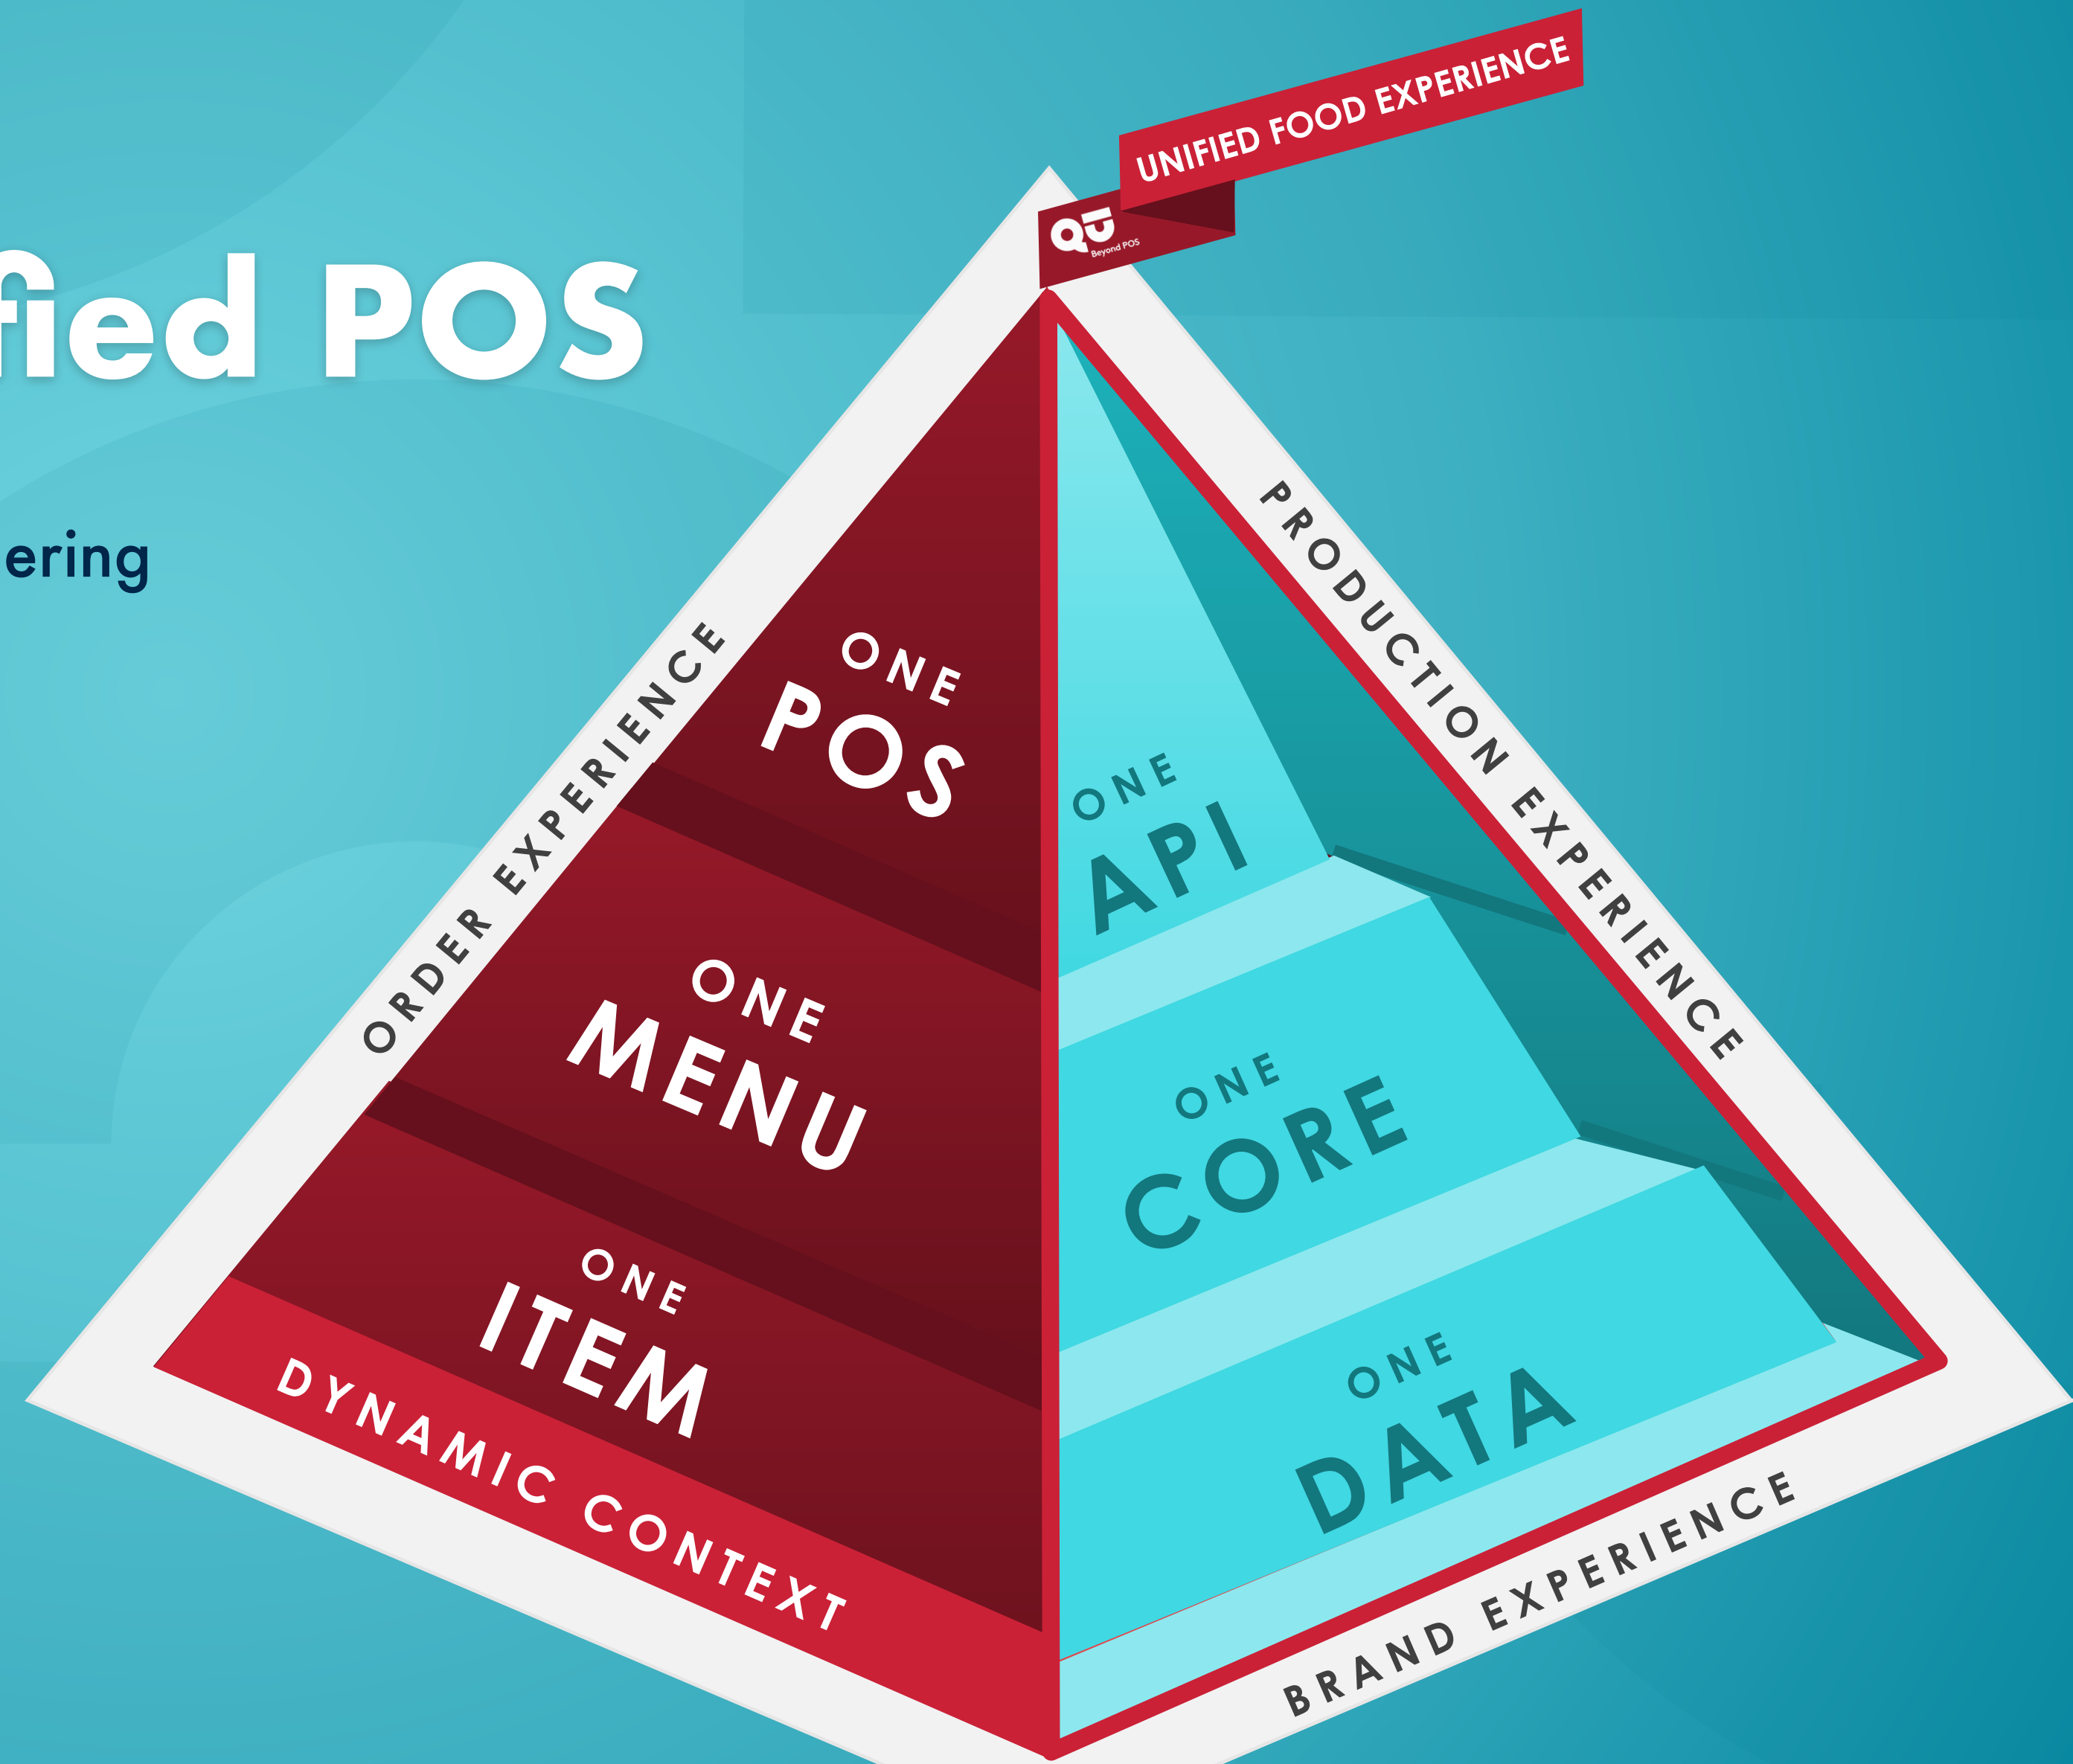 UNIFIED FOOD EXPERIENCE
QU
Beyond POS
fied POS
ering
ORDER EXPERIENCE
PRODUCTION EXPERIENCE
ONE
POS
ONE
MENU
ONE
ITEM
DYNAMIC CONTEXT
ONE
API
ONE
CORE
ONE
DATA
BRAND EXPERIENCE